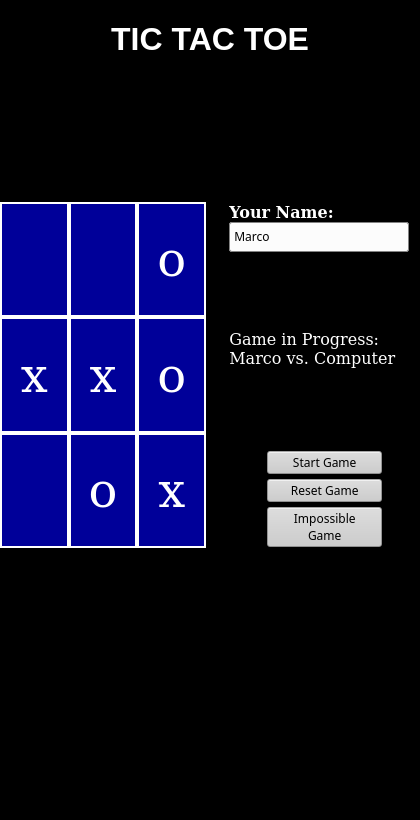 TIC TAC TOE
o
x x o
o x
Your Name:
Marco
Game in Progress:
Marco vs. Computer
Start Game
Reset Game
Impossible
Game